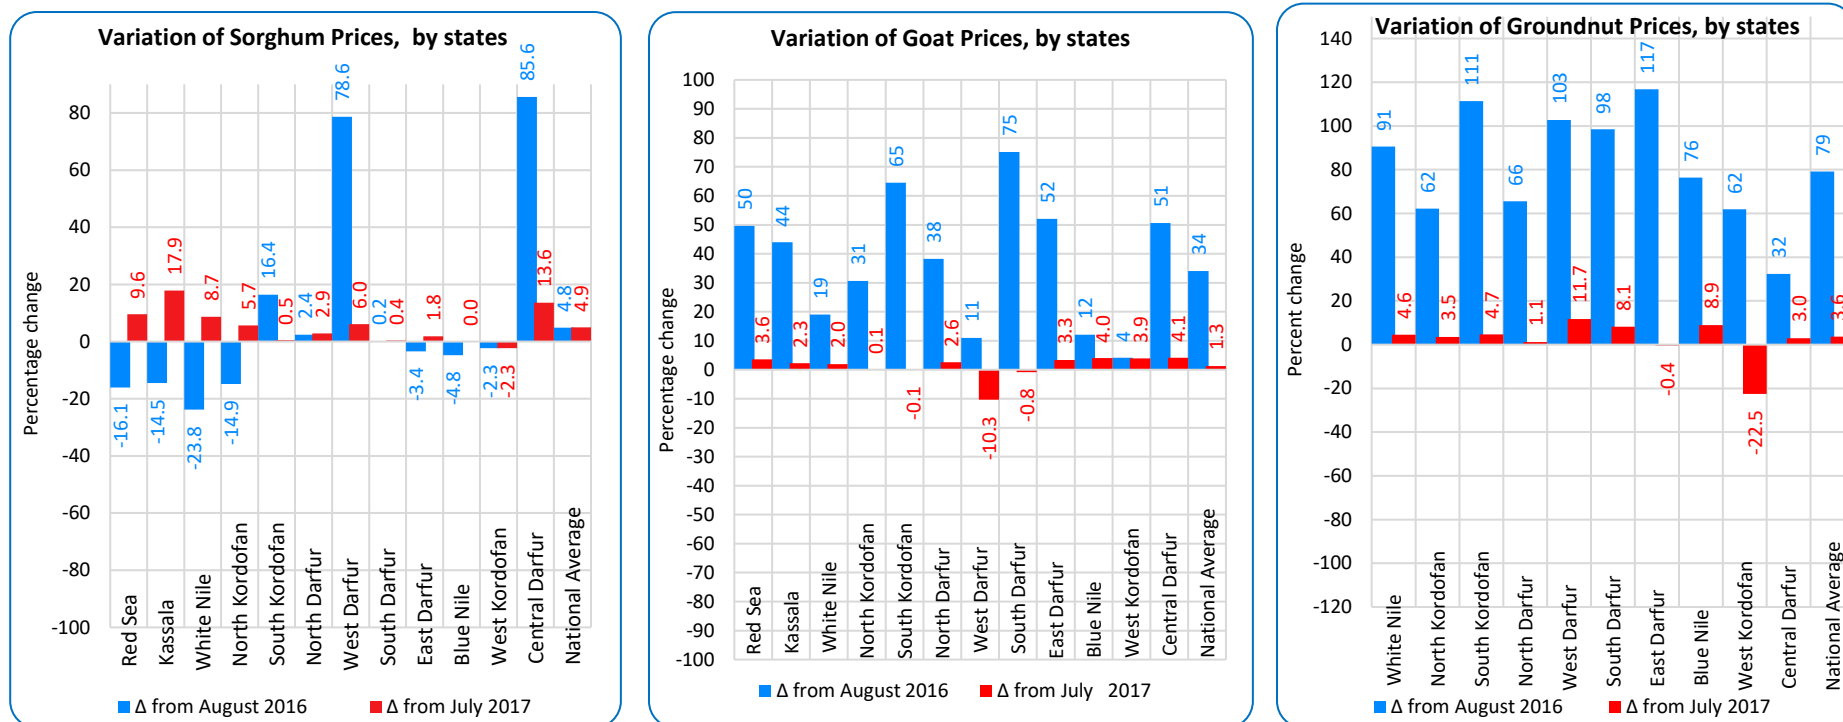 Variation of Sorghum Prices, by states
Percentage change
80
60
40
20
0
-20
-40
-60
-80
-100
-16.1
9.6
-14.5
17.9
-23.8
8.7
-14.9
5.7
16.4
0.5
2.4
2.9
78.6
6.0
0.2
0.4
-3.4
1.8
-4.8
0.0
-2.3
-2.3
85.6
13.6
4.8
4.9
Red Sea
Kassala
White Nile
North Kordofan
South Kordofan
North Darfur
West Darfur
South Darfur
East Darfur
Blue Nile
West Kordofan
Central Darfur
National Average
Δ from August 2016
Δ from July 2017
Variation of Goat Prices, by states
Percentage change
100
90
80
70
60
50
40
30
20
10
0
-10
-20
-30
-40
-50
-60
-70
-80
-90
-100
50
3.6
44
2.3
19
2.0
31
0.1
65
-0.1
38
2.6
11
-10.3
75
-0.8
52
3.3
12
4.0
4
3.9
51
4.1
34
1.3
Red Sea
Kassala
White Nile
North Kordofan
South Kordofan
North Darfur
West Darfur
South Darfur
East Darfur
Blue Nile
West Kordofan
Central Darfur
National Average
Δ from August 2016
Δ from July 2017
Variation of Groundnut Prices, by states
Percent change
140
120
100
80
60
40
20
0
-20
-40
-60
-80
-100
-120
91
4.6
62
3.5
111
4.7
66
1.1
103
11.7
98
8.1
117
-0.4
76
8.9
62
-22.5
32
3.0
79
3.6
White Nile
North Kordofan
South Kordofan
North Darfur
West Darfur
South Darfur
East Darfur
Blue Nile
West Kordofan
Central Darfur
National Average
Δ from August 2016
Δ from July 2017